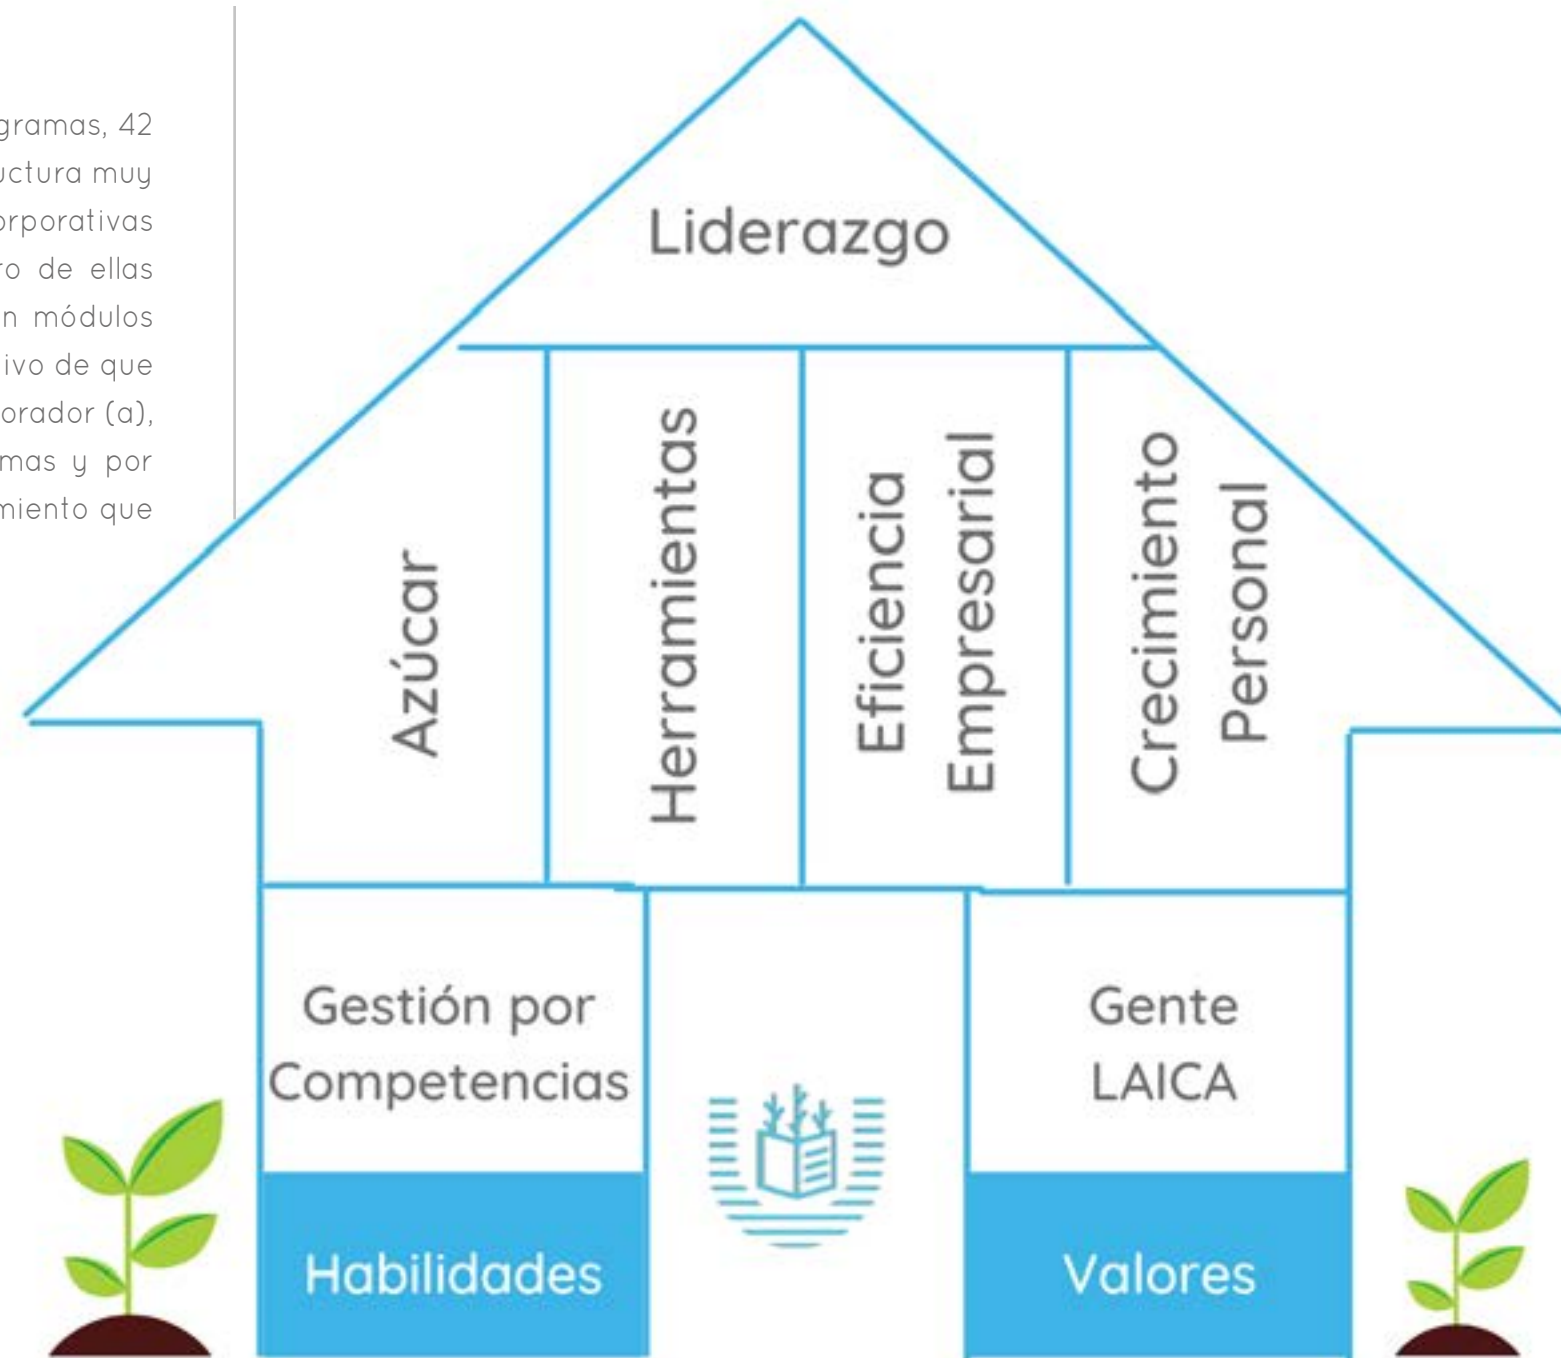 gramas, 42
uctura muy
orporativas
ro de ellas
n módulos
ivo de que
orador (a),
mas y por
miento que
Liderazgo
Azúcar
Herramientas
Eficiencia
Empresarial
Crecimiento
Personal
Gestión por
Competencias
Gente
LAICA
Habilidades
Valores